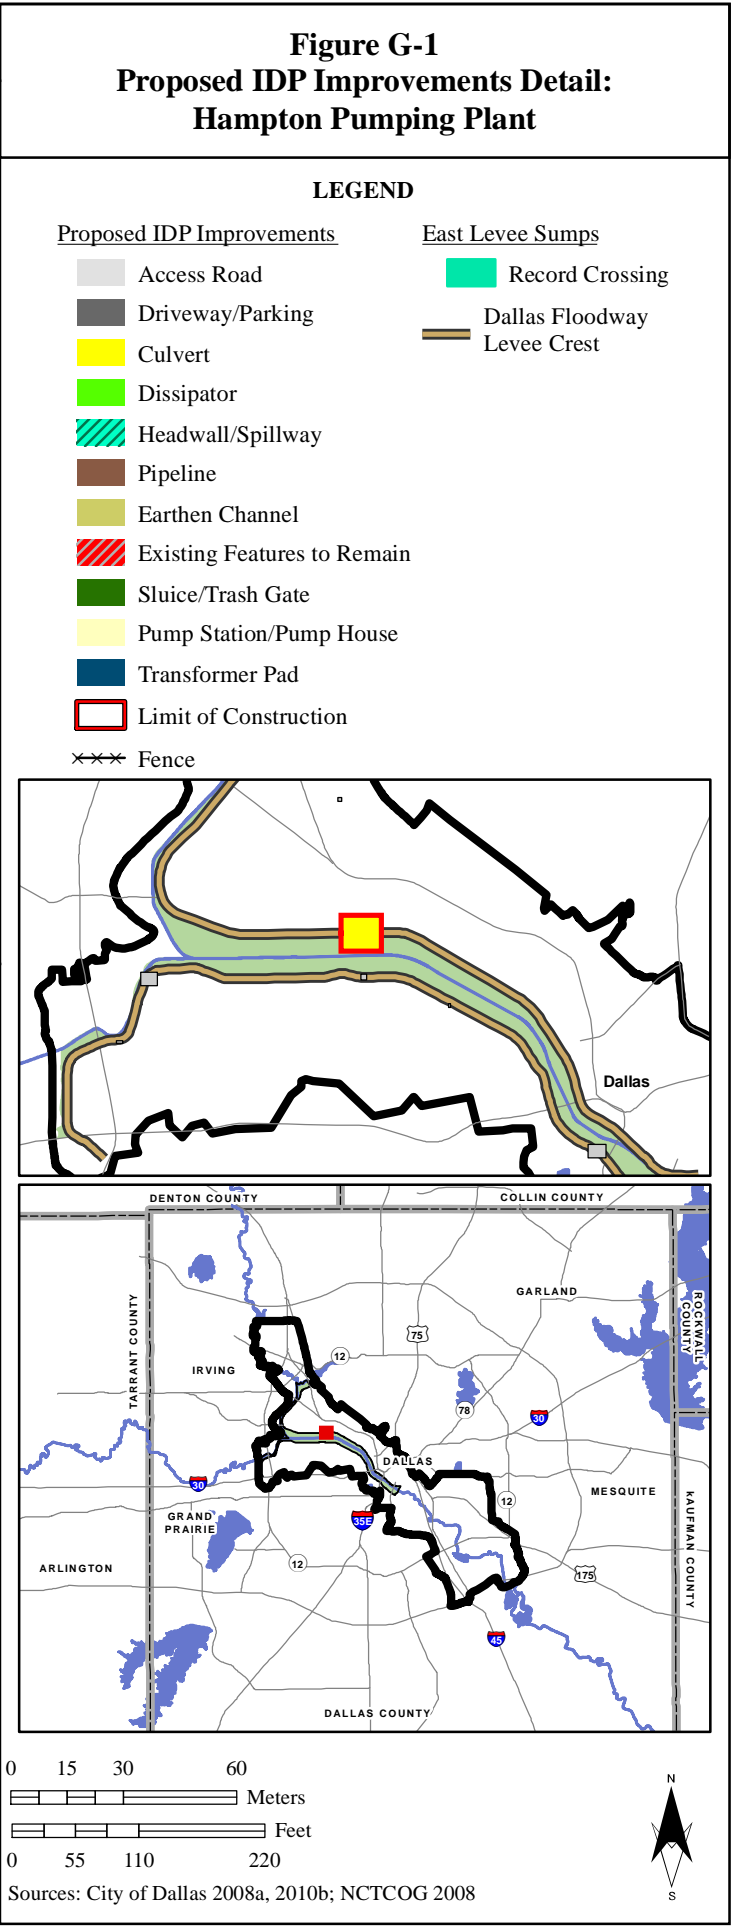 Figure G-1
Proposed IDP Improvements Detail:
Hampton Pumping Plant
LEGEND
Proposed IDP Improvements
Access Road
Driveway/Parking
Culvert
Dissipator
Headwall/Spillway
Pipeline
Earthen Channel
Existing Features to Remain
Sluice/Trash Gate
Pump Station/Pump House
Transformer Pad
Limit of Construction
Fence
East Levee Sumps
Record Crossing
Dallas Floodway
Levee Crest
Dallas
DENTON COUNTY
COLLIN COUNTY
TARRANT COUNTY
GARLAND
ROCKWALL
COUNTY
75
12
IRVING
78
30
DALLAS
30
MESQUITE
12
GRAND
PRAIRIE
35E
KAUFMAN COUNTY
ARLINGTON
12
175
45
DALLAS COUNTY
0 15 30 60
Meters
Feet
0 55 110 220
N
S
Sources: City of Dallas 2008a, 2010b; NCTCOG 2008